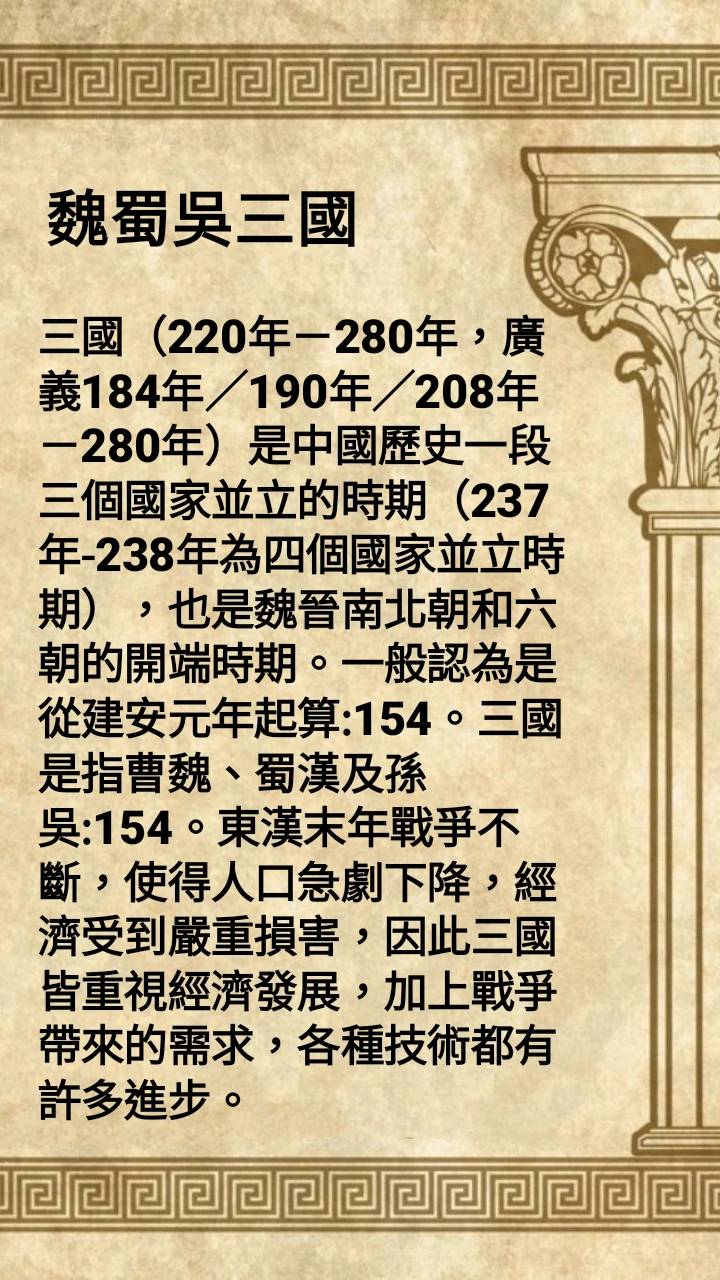 魏蜀吳三國
三國（220年－280年，廣
義184年／190年／208年
－280年）是中國歷史一段
三個國家並立的時期（237
年-238年為四個國家並立時
期），也是魏晉南北朝和六
朝的開端時期。一般認為是
從建安元年起算:154。三國
是指曹魏、蜀漢及孫
吳:154。東漢末年戰爭不
斷，使得人口急劇下降，經
濟受到嚴重損害，因此三國
皆重視經濟發展，加上戰爭
帶來的需求，各種技術都有
許多進步。